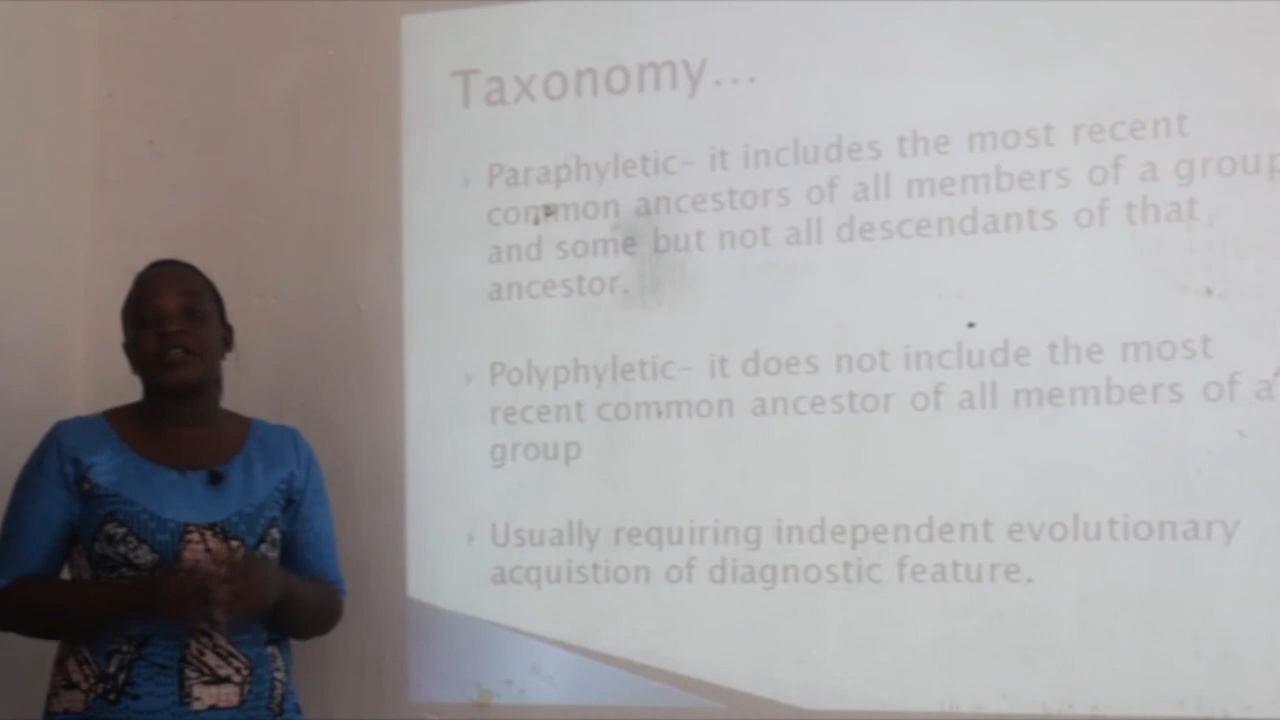 Taxonomy...
Paraphyletic- it includes the most recent
common ancestors of all members of a group
and some but not all descendants of that
ancestor.
Polyphyletic- it does not include the most
recent common ancestor of all members of a
group
Usually requiring independent evolutionary
acquistion of diagnostic feature.